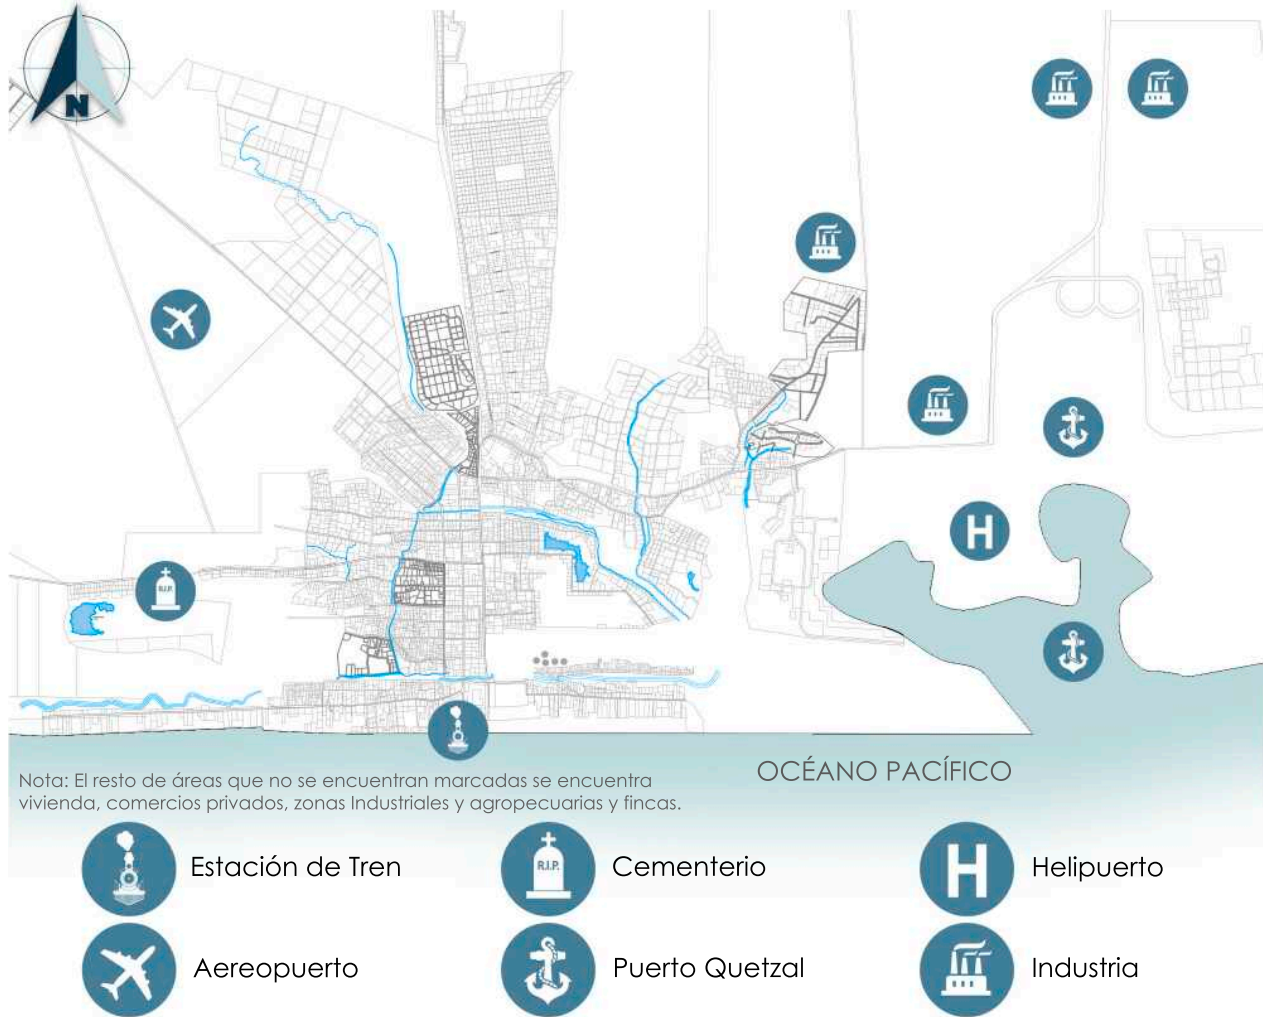 N
R.I.P.
H
OCÉANO PACÍFICO
Nota: El resto de áreas que no se encuentran marcadas se encuentra
vivienda, comercios privados, zonas Industriales y agropecuarias y fincas.
Estación de Tren
R.I.P.
Cementerio
H
Helipuerto
Aereopuerto
Puerto Quetzal
Industria